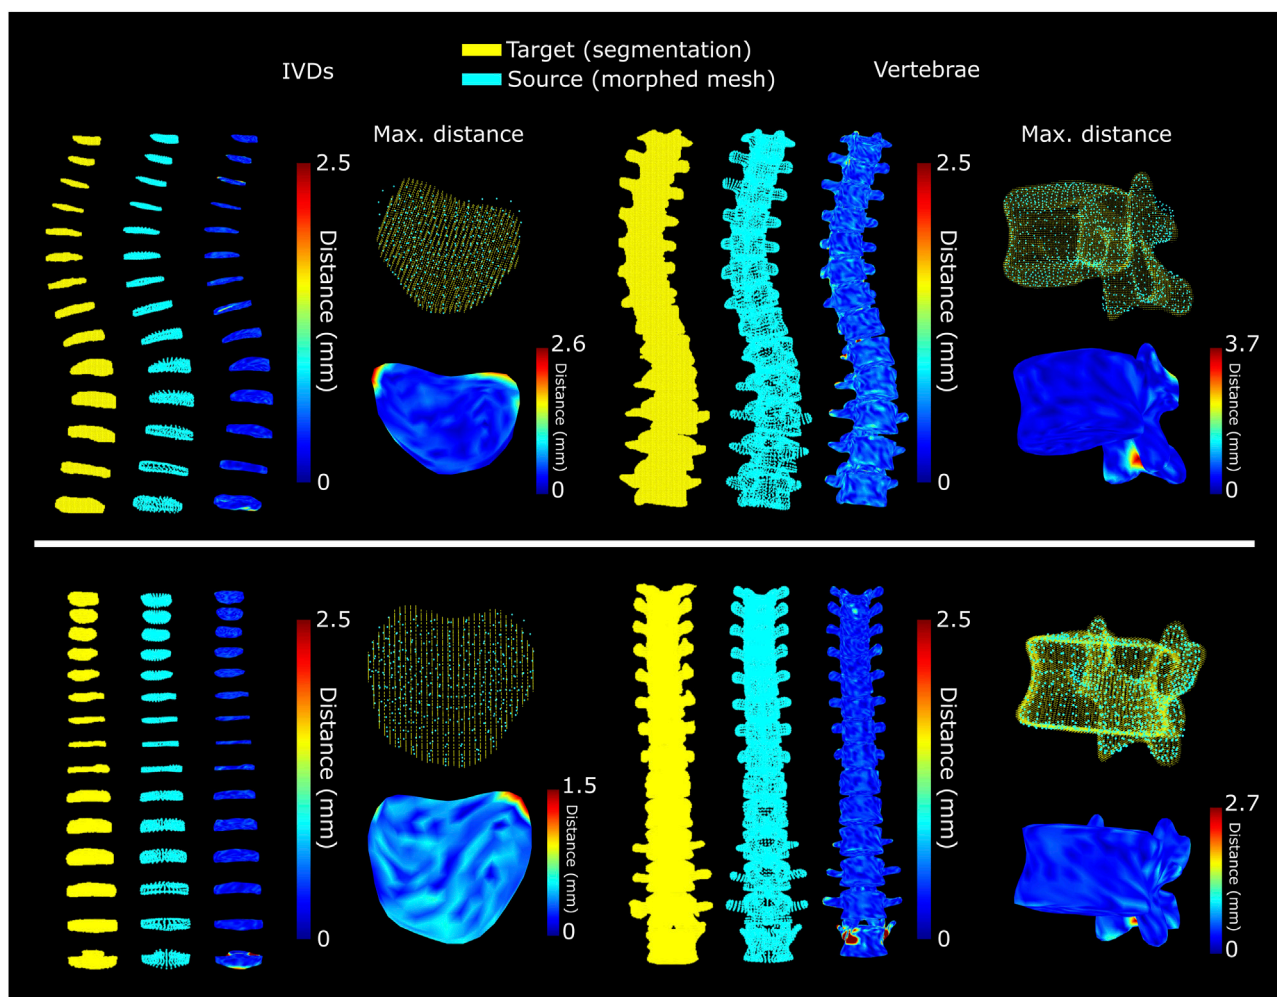 IVDs
Target (segmentation)
Source (morphed mesh)
Vertebrae
Max. distance
2.5
Distance (mm)
0
2.6
Distance (mm)
0
2.5
Distance (mm)
0
Max. distance
3.7
Distance (mm)
0
2.5
Distance (mm)
0
1.5
Distance (mm)
0
2.5
Distance (mm)
0
2.7
Distance (mm)
0